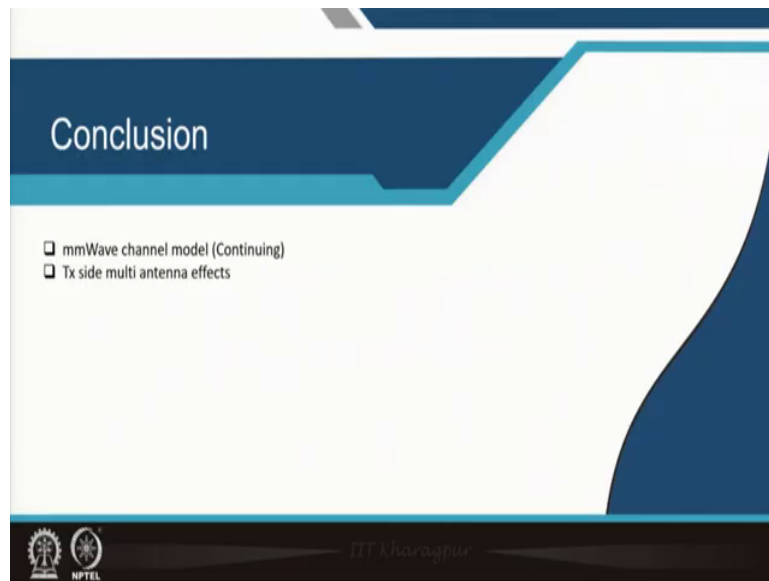 Conclusion
mmWave channel model (Continuing)
Tx side multi antenna effects
IIT Kharagpur
NPTEL